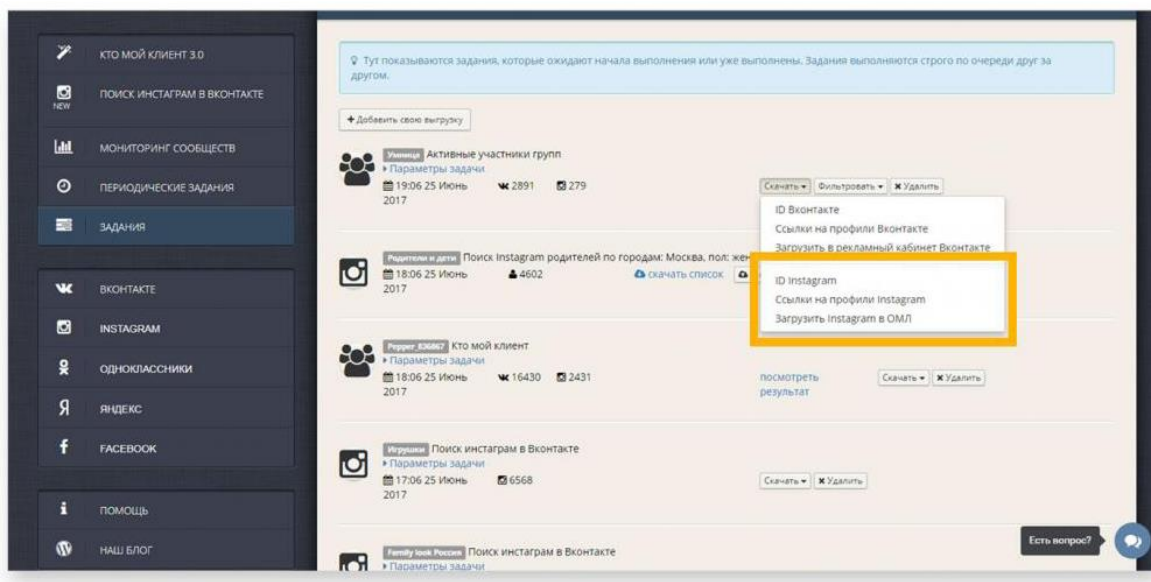 КТО МОЙ КЛИЕНТ 3.0
NEW
ПОИСК ИНСТАГРАМ В ВКОНТАКТЕ
МОНИТОРИНГ СООБЩЕСТВ
ПЕРИОДИЧЕСКИЕ ЗАДАНИЯ
ЗАДАНИЯ
ВКОНТАКТЕ
INSTAGRAM
ОДНОКЛАССНИКИ
ЯНДЕКС
FACEBOOK
ПОМОЩЬ
НАШ БЛОГ
Тут показываются задания, которые ожидают начала выполнения или уже выполнены. Задания выполняются строго по очереди друг за
другом.
Добавить свою выгрузку
Умница Активные участники групп
Параметры задачи
19:06 25 Июнь 2891 279
2017
Скачать Фильтровать Удалить
ID Вконтакте
Ссылки на профили Вконтакте
Загрузить в рекламный кабинет Вконтакте
ID Instagram
Ссылки на профили Instagram
Загрузить Instagram в ОМЛ
Родители и дети Поиск Instagram родителей по городам: Москва, пол: жен
18:06 25 Июнь 4602 скачать список
2017
Pepper_836867 Кто мой клиент
Параметры задачи
18:06 25 Июнь 16430 2431
2017
посмотреть
результат
Скачать Удалить
Игрушки Поиск инстаграм в Вконтакте
Параметры задачи
17:06 25 Июнь 6568
2017
Скачать Удалить
Family look Россия Поиск инстаграм в Вконтакте
Параметры задачи
Есть вопрос?